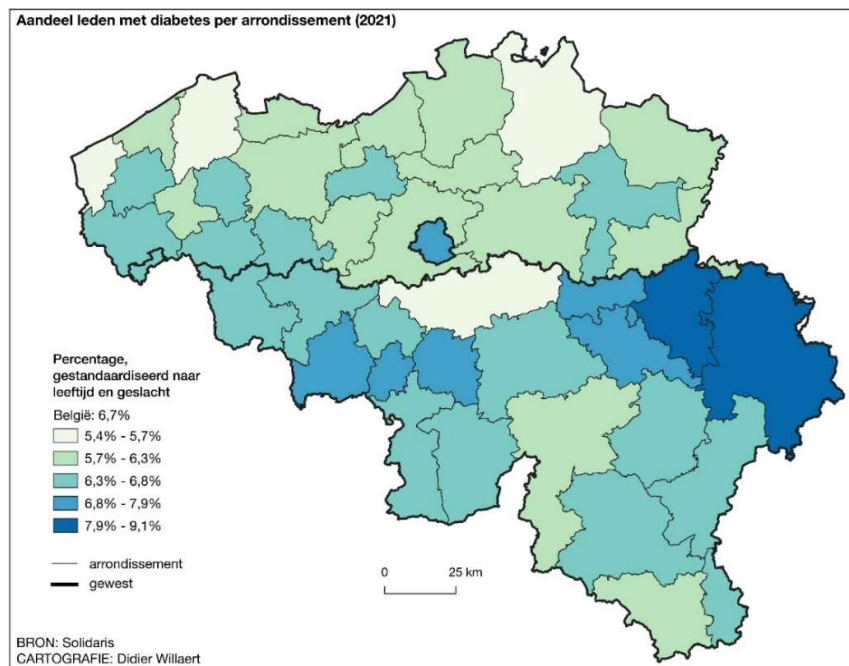 Aandeel leden met diabetes per arrondissement (2021)
Percentage,
gestandaardiseerd naar
leeftijd en geslacht
België: 6,7%
5,4% - 5,7%
5,7% - 6,3%
6,3% - 6,8%
6,8% - 7,9%
7,9% - 9,1%
arrondissement
gewest
0 25 km
BRON: Solidaris
CARTOGRAFIE: Didier Willaert